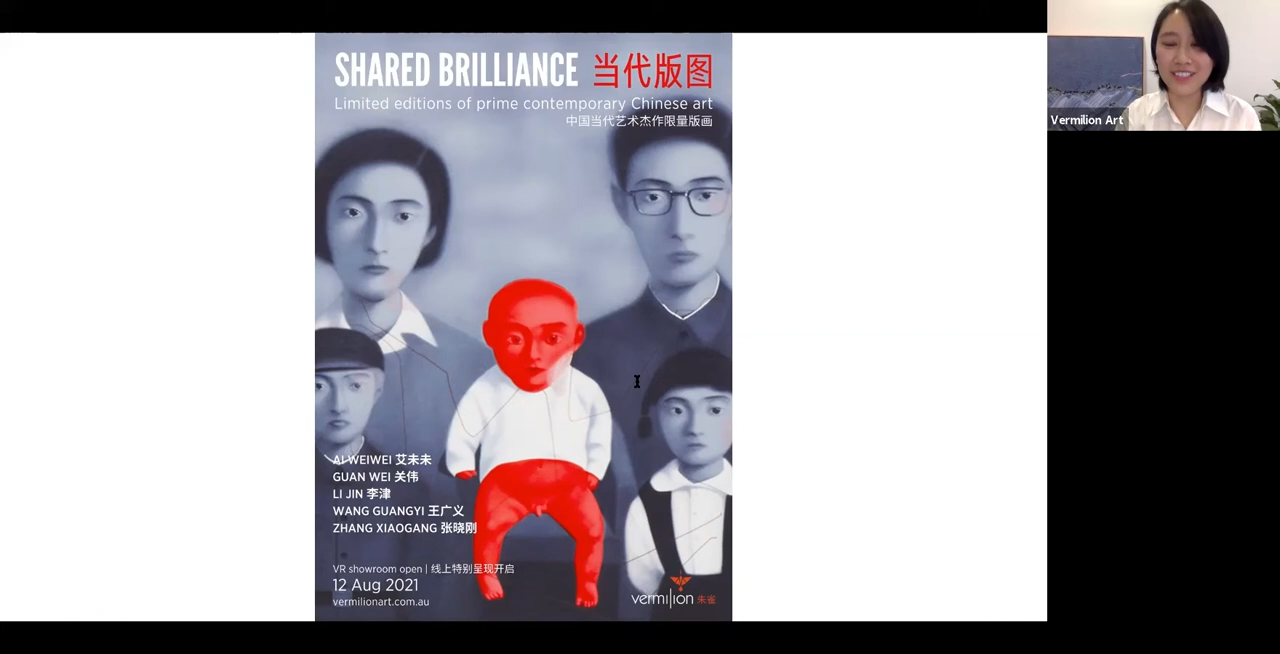 SHARED BRILLIANCE 当代版图
Limited editions of prime contemporary Chinese art
中国当代艺术杰作限量版画
AI WEIWEI 艾未未
GUAN WEI 关伟
LI JIN 李津
WANG GUANGYI 王广义
ZHANG XIAOGANG 张晓刚
VR showroom open | 线上特别呈现开启
12 Aug 2021
vermilionart.com.au
vermilion 朱雀
Vermilion Art